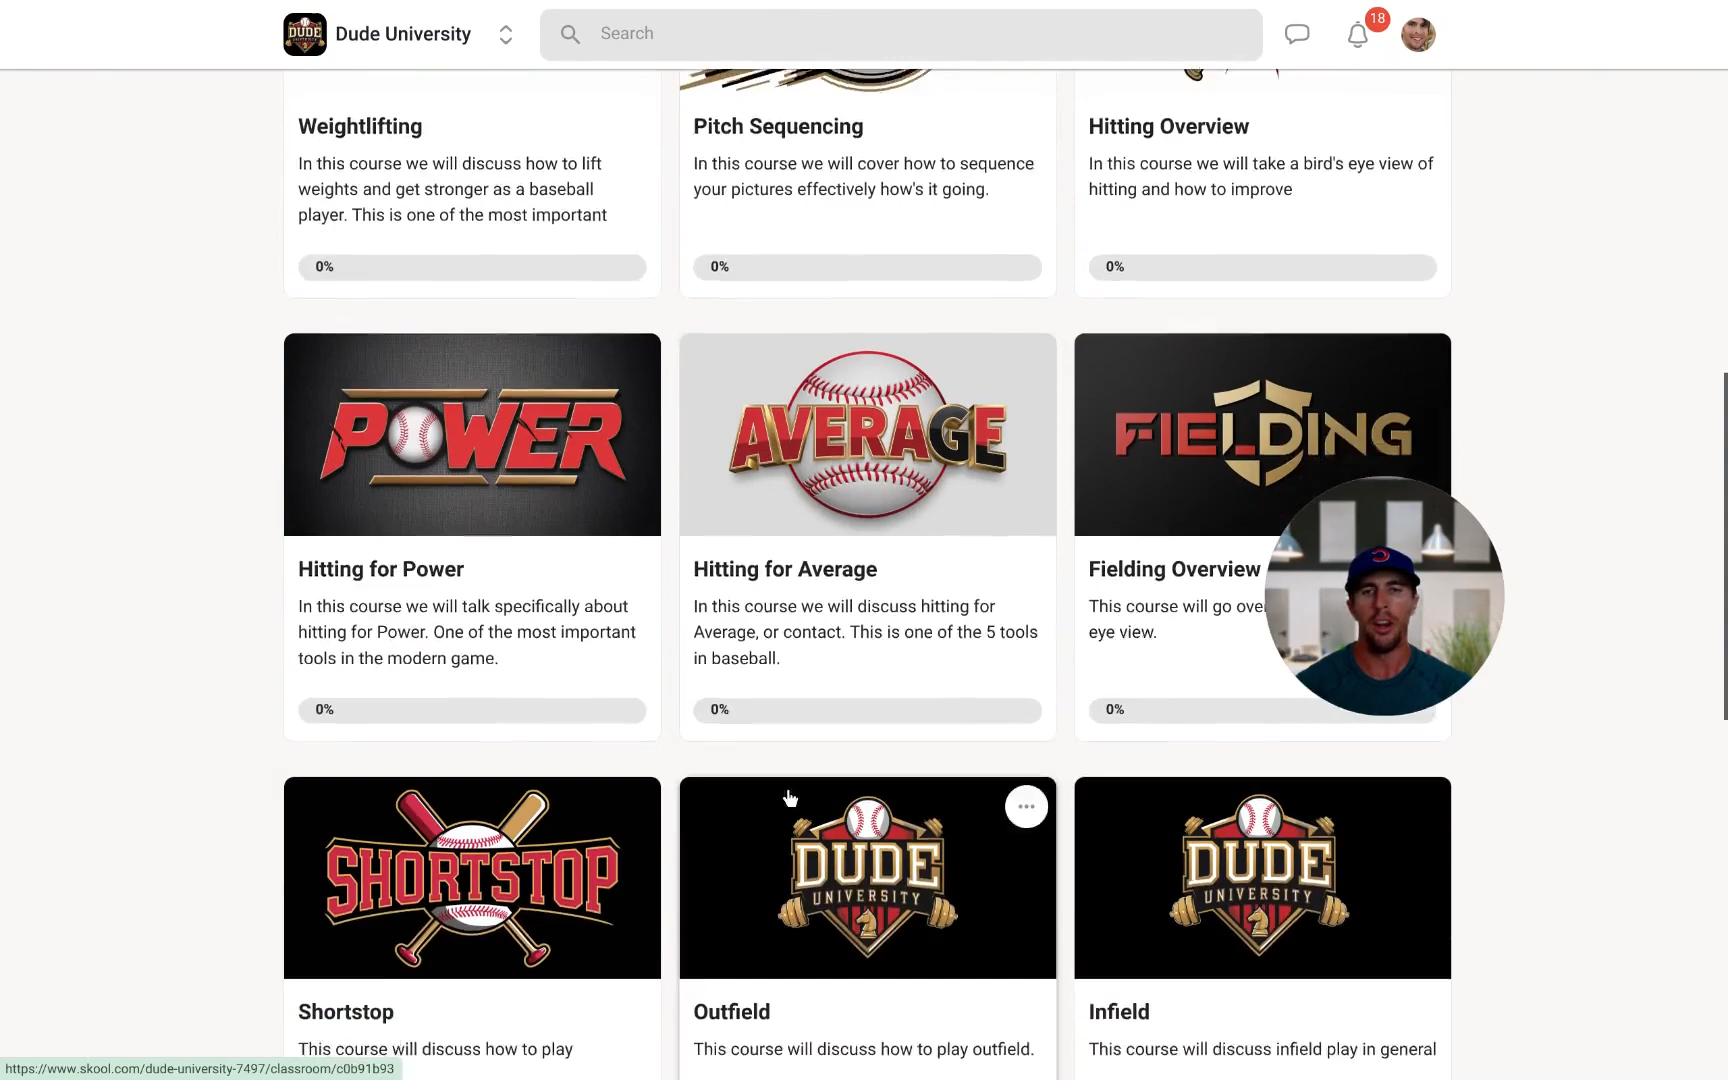 DUDE
UNIVERSITY
Dude University
Search
18
Weightlifting
In this course we will discuss how to lift
weights and get stronger as a baseball
player. This is one of the most important
0%
Pitch Sequencing
In this course we will cover how to sequence
your pictures effectively how's it going.
0%
Hitting Overview
In this course we will take a bird's eye view of
hitting and how to improve
0%
POWER
Hitting for Power
In this course we will talk specifically about
hitting for Power. One of the most important
tools in the modern game.
0%
AVERAGE
Hitting for Average
In this course we will discuss hitting for
Average, or contact. This is one of the 5 tools
in baseball.
0%
FIELDING
Fielding Overview
This course will go over
eye view.
0%
SHORTSTOP
Shortstop
This course will discuss how to play
DUDE
UNIVERSITY
Outfield
This course will discuss how to play outfield.
DUDE
UNIVERSITY
Infield
This course will discuss infield play in general
https://www.skool.com/dude-university-7497/classroom/c0b91b93